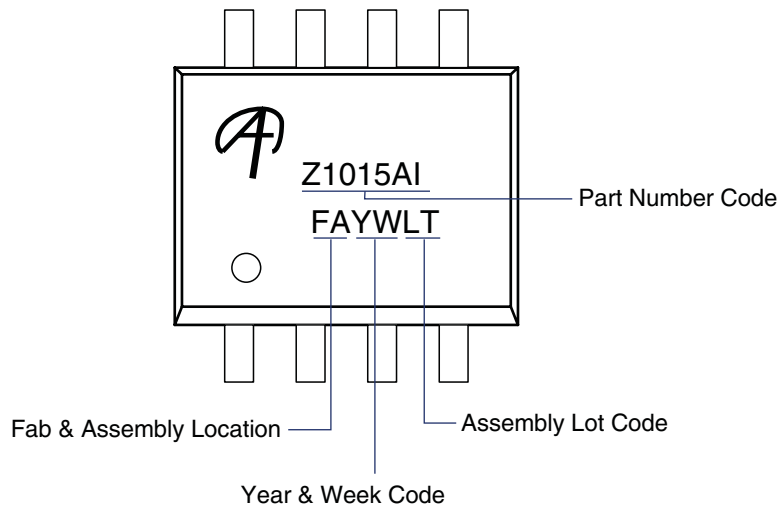 Z1015AI
Part Number Code
FAYWLT
Fab & Assembly Location
Assembly Lot Code
Year & Week Code